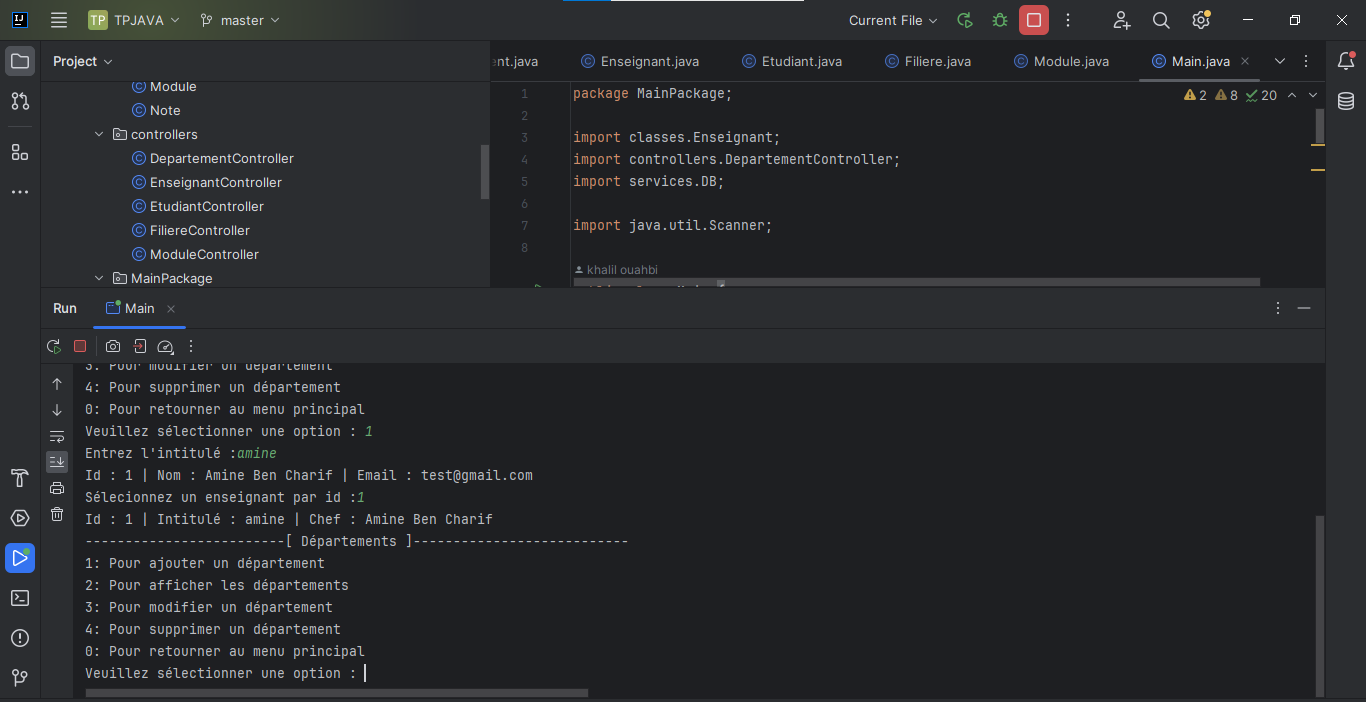 TP TPJAVA master Current File
Project
Module
Note
controllers
DepartementController
EnseignantController
EtudiantController
FiliereController
ModuleController
MainPackage
nt.java Enseignant.java Etudiant.java Filiere.java Module.java Main.java
2 8 20
1 package MainPackage;
2
3 import classes.Enseignant;
4 import controllers.DepartementController;
5 import services.DB;
6
7 import java.util.Scanner;
8
khalil ouahbi
Run Main
3: Pour modifier un département
4: Pour supprimer un département
0: Pour retourner au menu principal
Veuillez sélectionner une option : 1
Entrez l'intitulé :amine
Id : 1 | Nom : Amine Ben Charif | Email : test@gmail.com
Sélecionnez un enseignant par id :1
Id : 1 | Intitulé : amine | Chef : Amine Ben Charif
-------------------------[ Départements ]---------------------------
1: Pour ajouter un département
2: Pour afficher les départements
3: Pour modifier un département
4: Pour supprimer un département
0: Pour retourner au menu principal
Veuillez sélectionner une option :